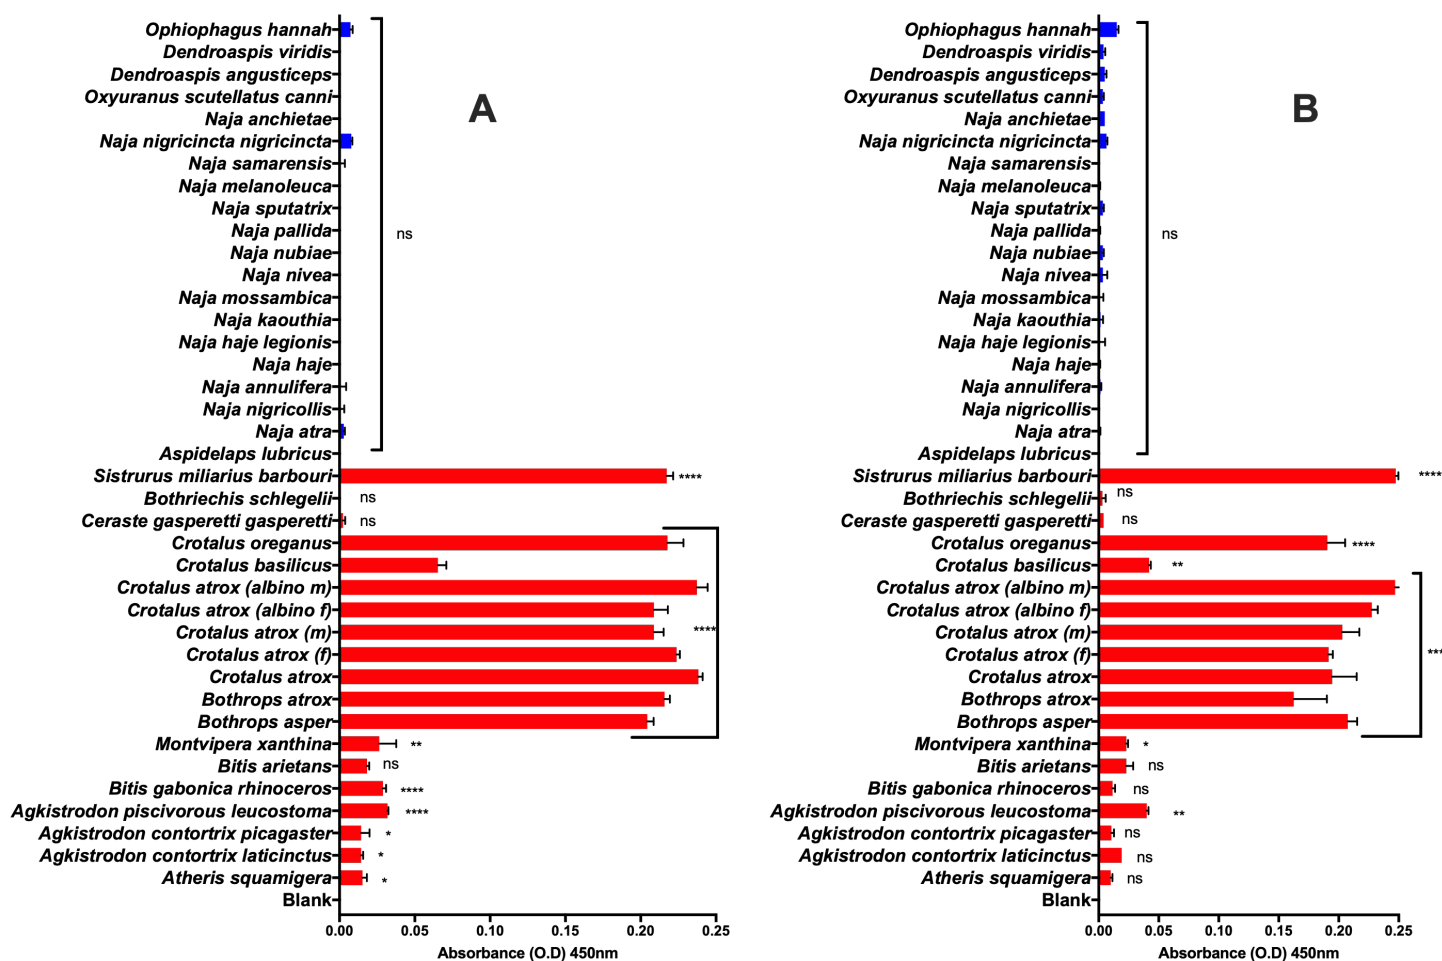 Ophiophagus hannah
Dendroaspis viridis
Dendroaspis angusticeps
Oxyuranus scutellatus canni
A
Naja anchietae
Naja nigricincta nigricincta
Naja samarensis
Naja melanoleuca
Naja sputatrix
Naja pallida
ns
Naja nubiae
Naja nivea
Naja mossambica
Naja kaouthia
Naja haje legionis
Naja haje
Naja annulifera
Naja nigricollis
Naja atra
Aspidelaps lubricus
Sistrurus miliarius barbouri ****
Bothriechis schlegelii ns
Ceraste gasperetti gasperetti ns
Crotalus oreganus
Crotalus basilicus
Crotalus atrox (albino m)
Crotalus atrox (albino f)
Crotalus atrox (m) ****
Crotalus atrox (f)
Crotalus atrox
Bothrops atrox
Bothrops asper
Montvipera xanthina **
Bitis arietans ns
Bitis gabonica rhinoceros ****
Agkistrodon piscivorous leucostoma ****
Agkistrodon contortrix picagaster *
Agkistrodon contortrix laticinctus *
Atheris squamigera *
Blank
0.00 0.05 0.10 0.15 0.20 0.25
Absorbance (O.D) 450nm
Ophiophagus hannah
Dendroaspis viridis
Dendroaspis angusticeps
Oxyuranus scutellatus canni
B
Naja anchietae
Naja nigricincta nigricincta
Naja samarensis
Naja melanoleuca
Naja sputatrix
Naja pallida
ns
Naja nubiae
Naja nivea
Naja mossambica
Naja kaouthia
Naja haje legionis
Naja haje
Naja annulifera
Naja nigricollis
Naja atra
Aspidelaps lubricus
Sistrurus miliarius barbouri ****
Bothriechis schlegelii ns
Ceraste gasperetti gasperetti ns
Crotalus oreganus ****
Crotalus basilicus **
Crotalus atrox (albino m)
Crotalus atrox (albino f)
Crotalus atrox (m)
Crotalus atrox (f) ***
Crotalus atrox
Bothrops atrox
Bothrops asper
Montvipera xanthina *
Bitis arietans ns
Bitis gabonica rhinoceros ns
Agkistrodon piscivorous leucostoma **
Agkistrodon contortrix picagaster ns
Agkistrodon contortrix laticinctus ns
Atheris squamigera ns
Blank
0.00 0.05 0.10 0.15 0.20 0.25
Absorbance (O.D) 450nm